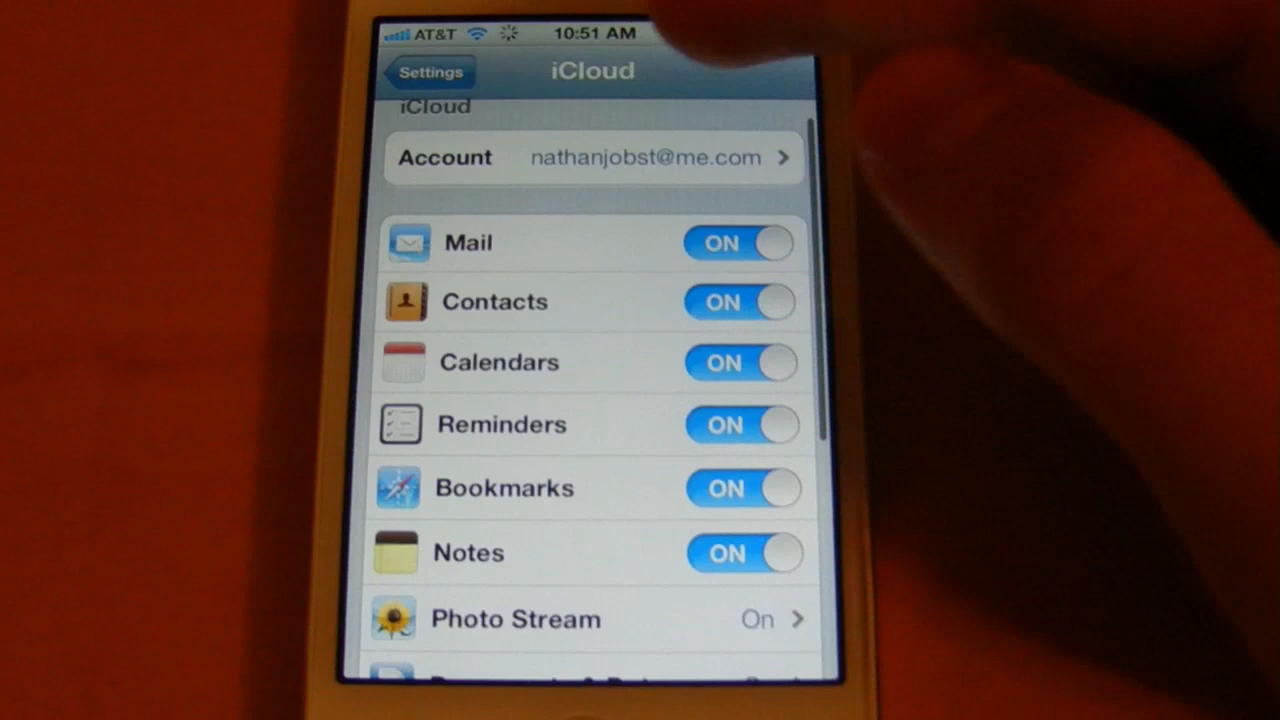 AT&T 10:51 AM
Settings iCloud
iCloud
Account nathanjobst@me.com
Mail ON
Contacts ON
Calendars ON
Reminders ON
Bookmarks ON
Notes ON
Photo Stream On